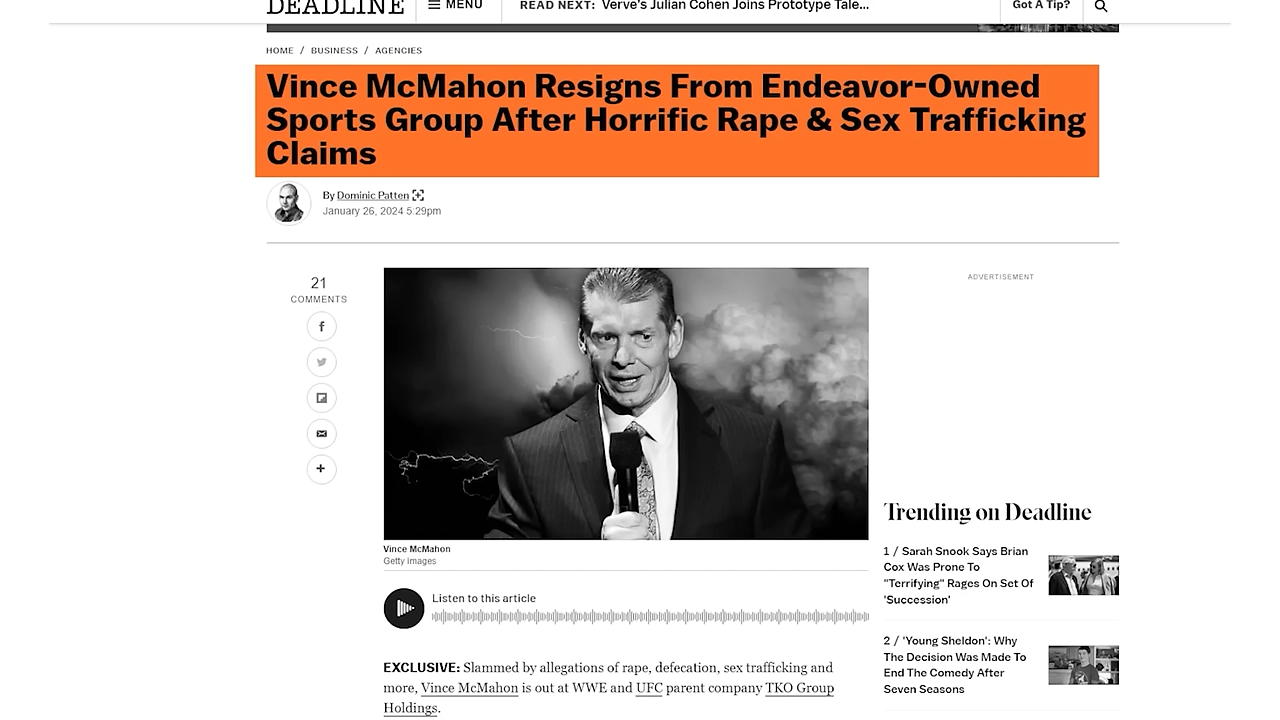 DEADLINE
MENU
READ NEXT: Verve's Julian Cohen Joins Prototype Tale...
Got A Tip?
HOME / BUSINESS / AGENCIES
Vince McMahon Resigns From Endeavor-Owned
Sports Group After Horrific Rape & Sex Trafficking
Claims
By Dominic Patten
January 26, 2024 5:29pm
21
COMMENTS
ADVERTISEMENT
Vince McMahon
Getty images
Listen to this article
EXCLUSIVE: Slammed by allegations of rape, defecation, sex trafficking and
more, Vince McMahon is out at WWE and UFC parent company TKO Group
Holdings.
Trending on Deadline
1 / Sarah Snook Says Brian
Cox Was Prone To
"Terrifying" Rages On Set Of
'Succession'
2 / 'Young Sheldon': Why
The Decision Was Made To
End The Comedy After
Seven Seasons